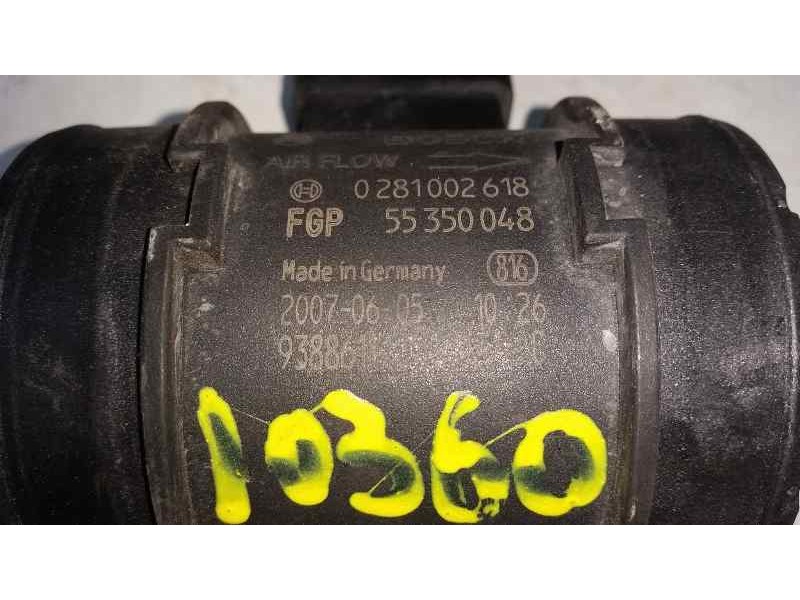 AIR FLOW
0 281 002 618
FGP 55 350 048
Made in Germany 816
2007-06-05 10 26
93886
10360